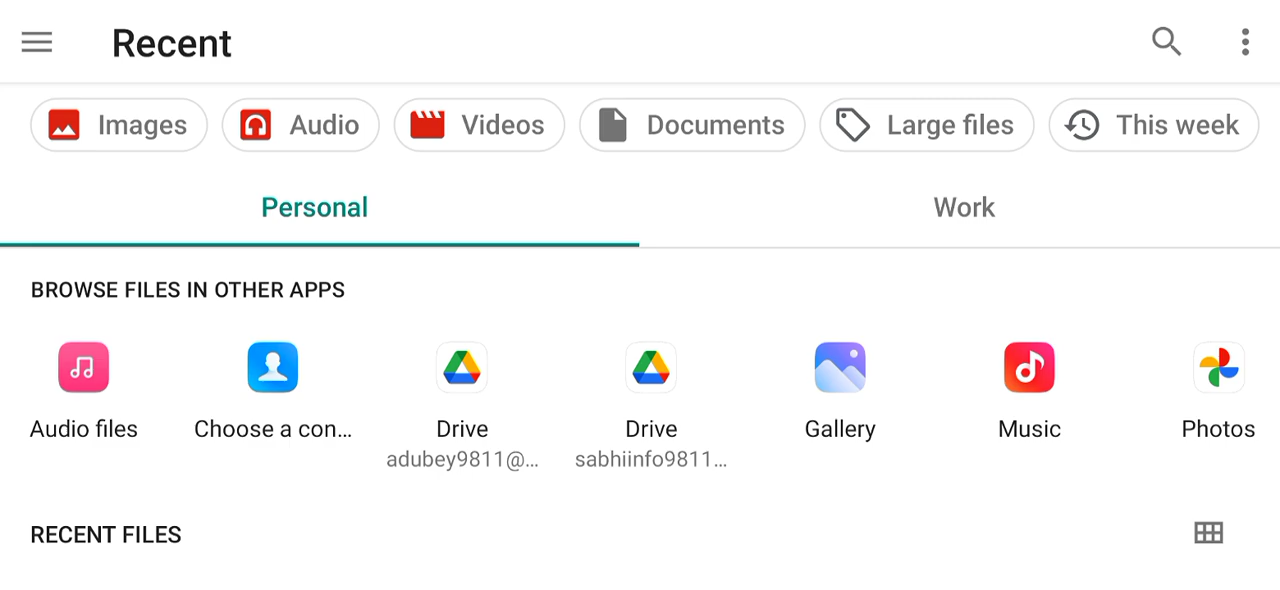 Recent
Images Audio Videos Documents Large files This week
Personal Work
BROWSE FILES IN OTHER APPS
Audio files Choose a con... Drive Drive Gallery Music Photos
adubey9811@... sabhiinfo9811...
RECENT FILES